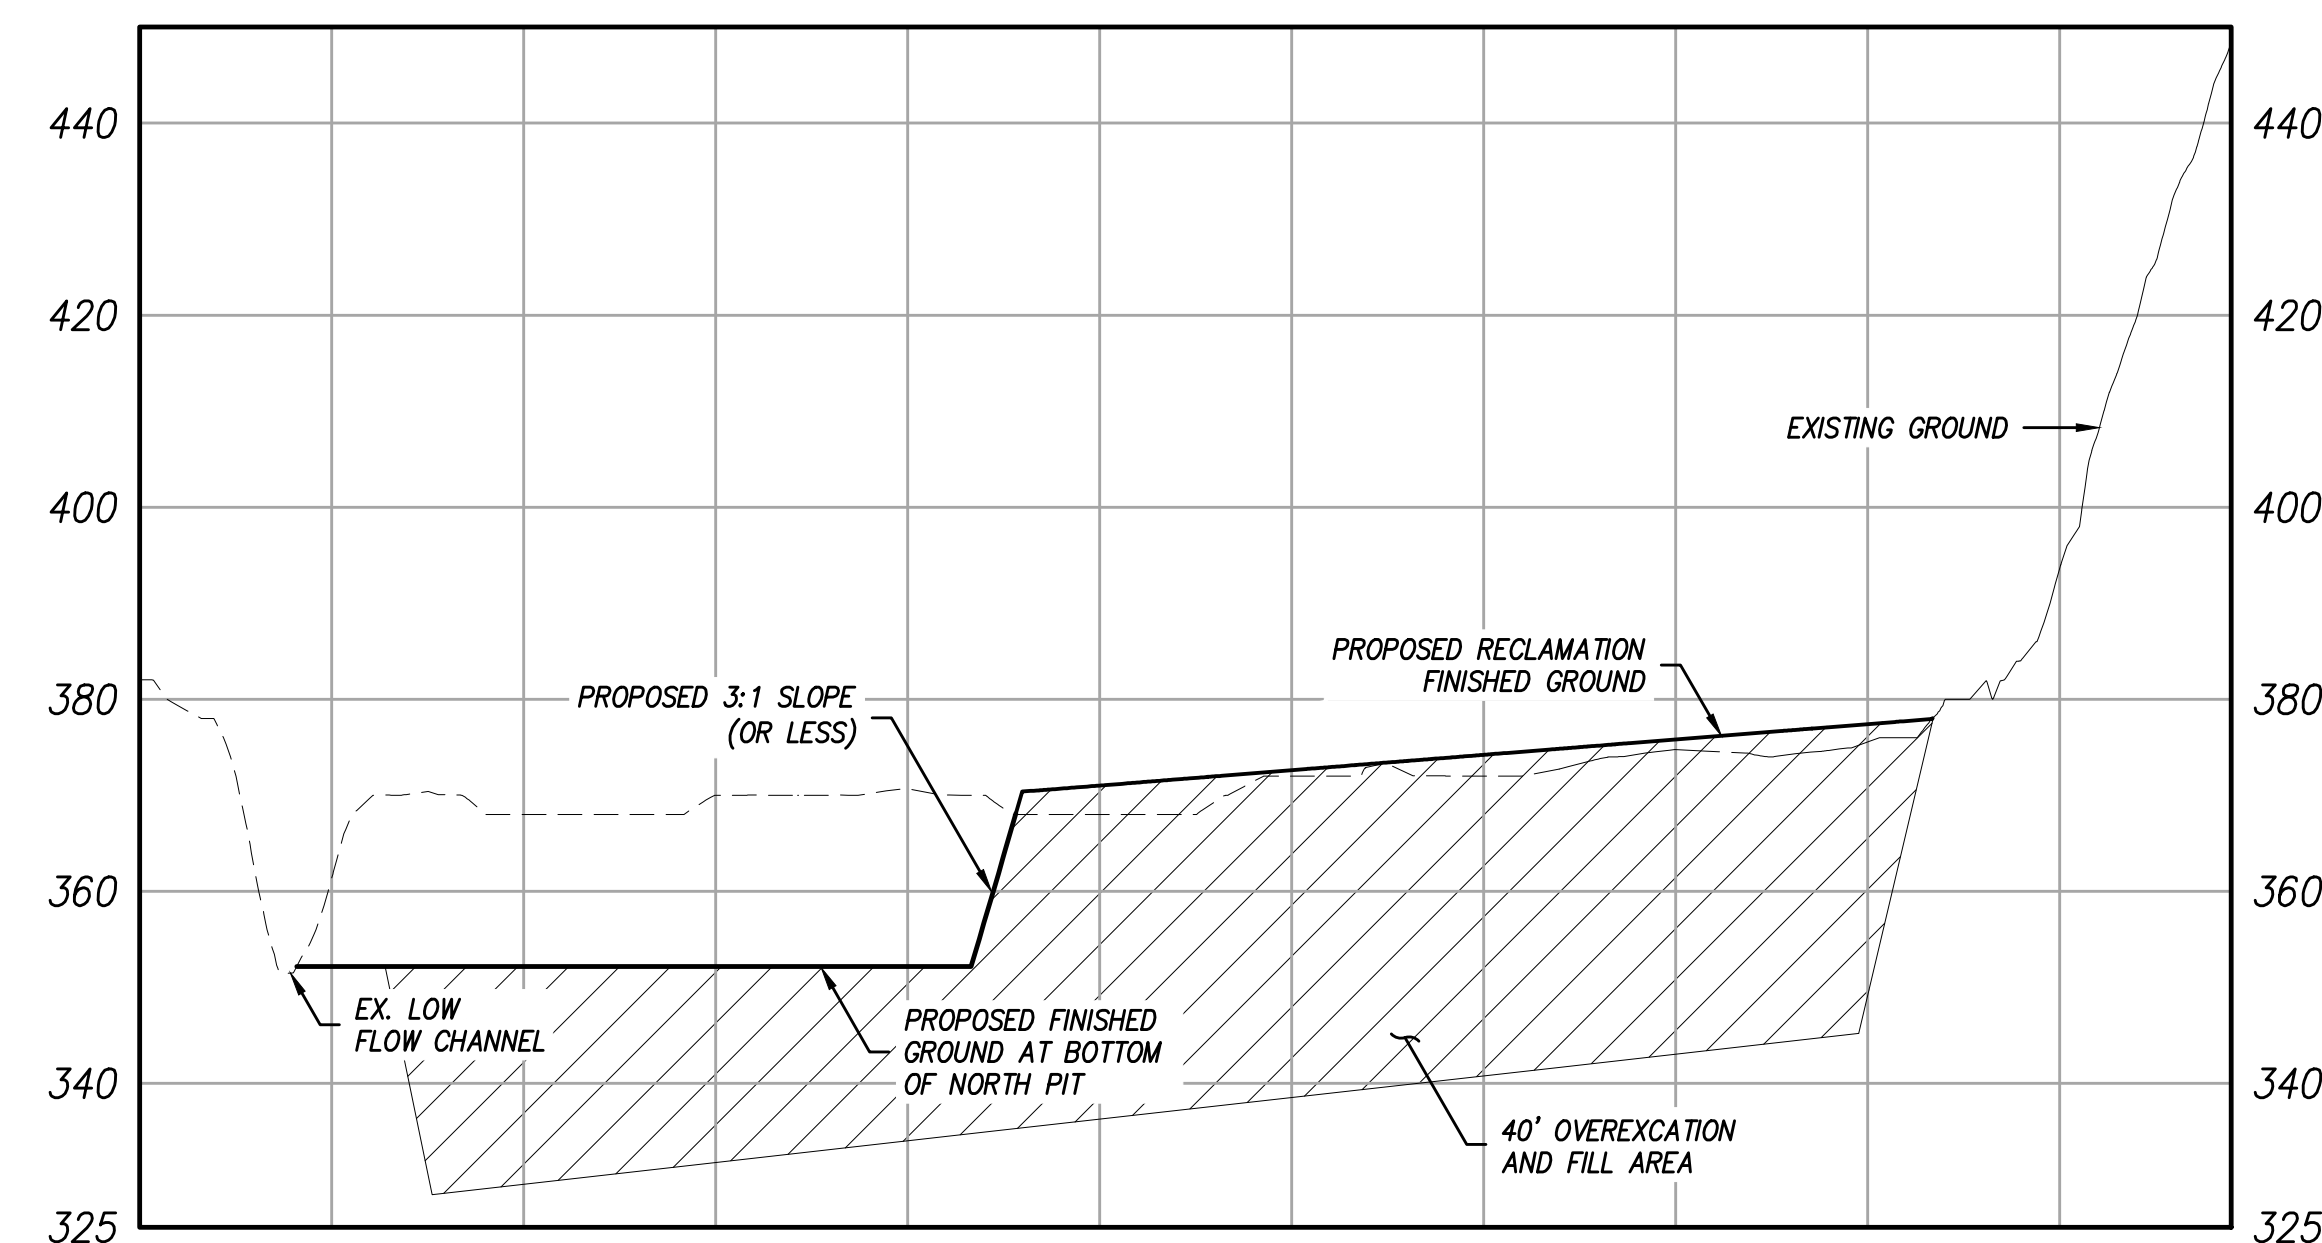 440
440
420
420
EXISTING GROUND
400
400
PROPOSED RECLAMATION
FINISHED GROUND
PROPOSED 3:1 SLOPE
(OR LESS)
380
380
360
360
EX. LOW
FLOW CHANNEL
PROPOSED FINISHED
GROUND AT BOTTOM
OF NORTH PIT
340
340
40' OVEREXCATION
AND FILL AREA
325
325